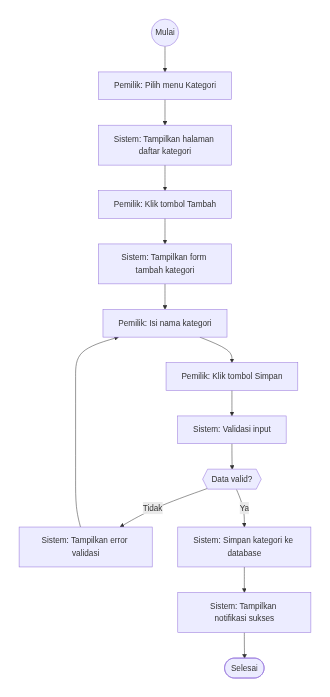 Mulai
Pemilik: Pilih menu Kategori
Sistem: Tampilkan halaman
daftar kategori
Pemilik: Klik tombol Tambah
Sistem: Tampilkan form
tambah kategori
Pemilik: Isi nama kategori
Pemilik: Klik tombol Simpan
Sistem: Validasi input
Data valid?
Tidak
Ya
Sistem: Tampilkan error
validasi
Sistem: Simpan kategori ke
database
Sistem: Tampilkan
notifikasi sukses
Selesai